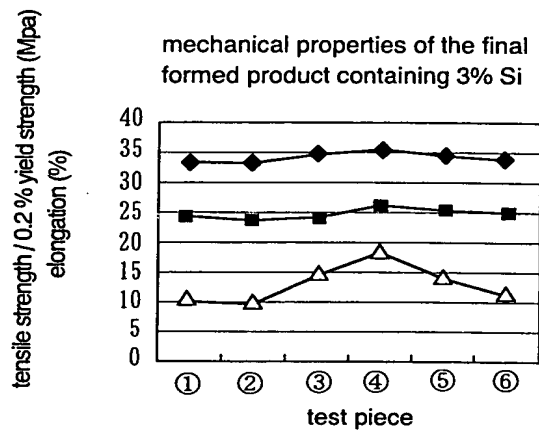 mechanical properties of the final
formed product containing 3% Si
tensile strength / 0.2 % yield strength (Mpa)
elongation (%)
40
35
30
25
20
15
10
5
0
① ② ③ ④ ⑤ ⑥
test piece